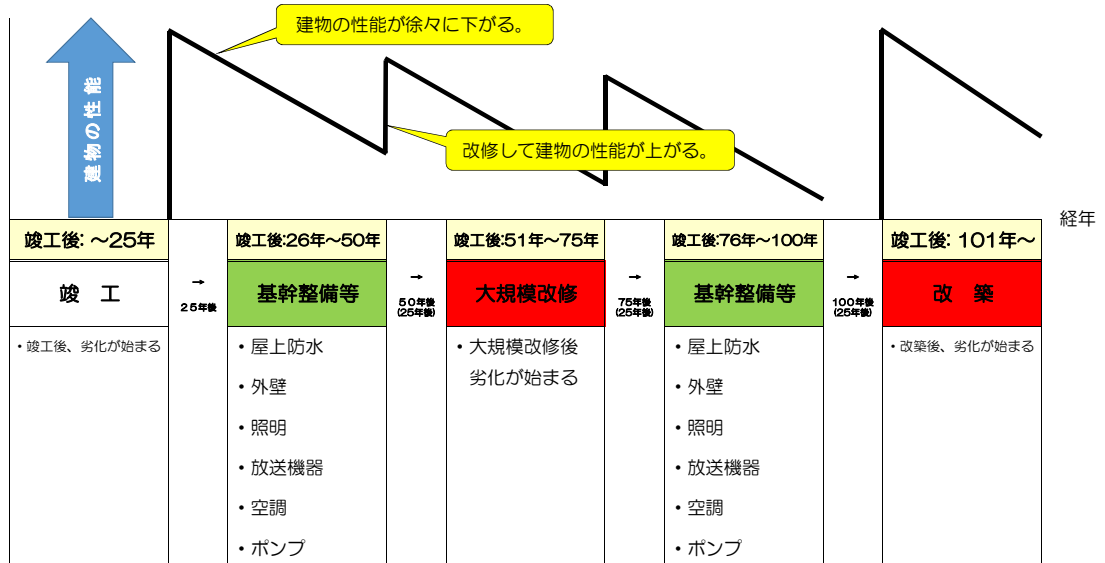 建物の性能が徐々に下がる。
建物の性能
改修して建物の性能が上がる。
経年
竣工後: ～25年
竣工後:26年～50年
竣工後:51年～75年
竣工後:76年～100年
竣工後: 101年～
竣 工
→
25年後
基幹整備等
→
50年後
(25年後)
大規模改修
→
75年後
(25年後)
基幹整備等
→
100年後
(25年後)
改 築
・竣工後、劣化が始まる
・屋上防水
・外壁
・照明
・放送機器
・空調
・ポンプ
・大規模改修後
劣化が始まる
・屋上防水
・外壁
・照明
・放送機器
・空調
・ポンプ
・改築後、劣化が始まる